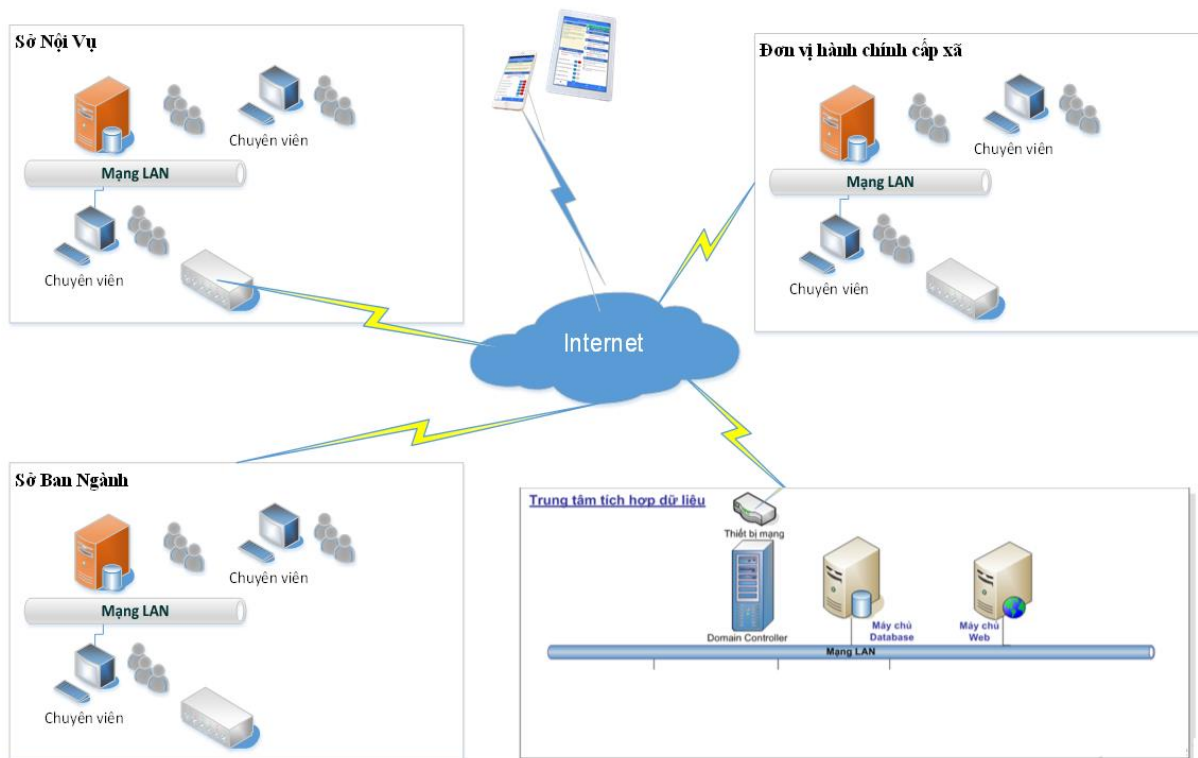 Sở Nội Vụ
Chuyên viên
Mạng LAN
Chuyên viên
Đơn vị hành chính cấp xã
Chuyên viên
Mạng LAN
Chuyên viên
Internet
Sở Ban Ngành
Chuyên viên
Mạng LAN
Chuyên viên
Trung tâm tích hợp dữ liệu
Thiết bị mạng
Domain Controller
Máy chủ
Database
Máy chủ
Web
Mạng LAN